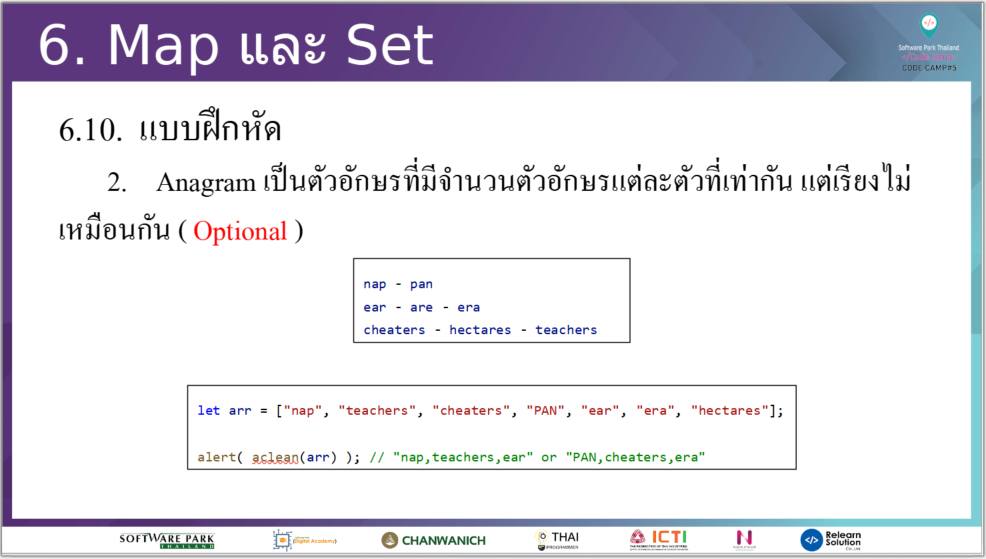 6. Map และ Set
Software Park Thailand
CODE CAMP#5
6.10. แบบฝึกหัด
2. Anagram เป็นตัวอักษรที่มีจำนวนตัวอักษรแต่ละตัวที่เท่ากัน แต่เรียงไม่
เหมือนกัน ( Optional )
nap - pan
ear - are - era
cheaters - hectares - teachers
let arr = ["nap", "teachers", "cheaters", "PAN", "ear", "era", "hectares"];
alert( aclean(arr) ); // "nap,teachers,ear" or "PAN,cheaters,era"
SOFTWARE PARK
THAILAND
Digital Academy
CHANWANICH
THAI
PROGRAMMER
ICTI
N
Relearn
Solution
Co., Ltd.